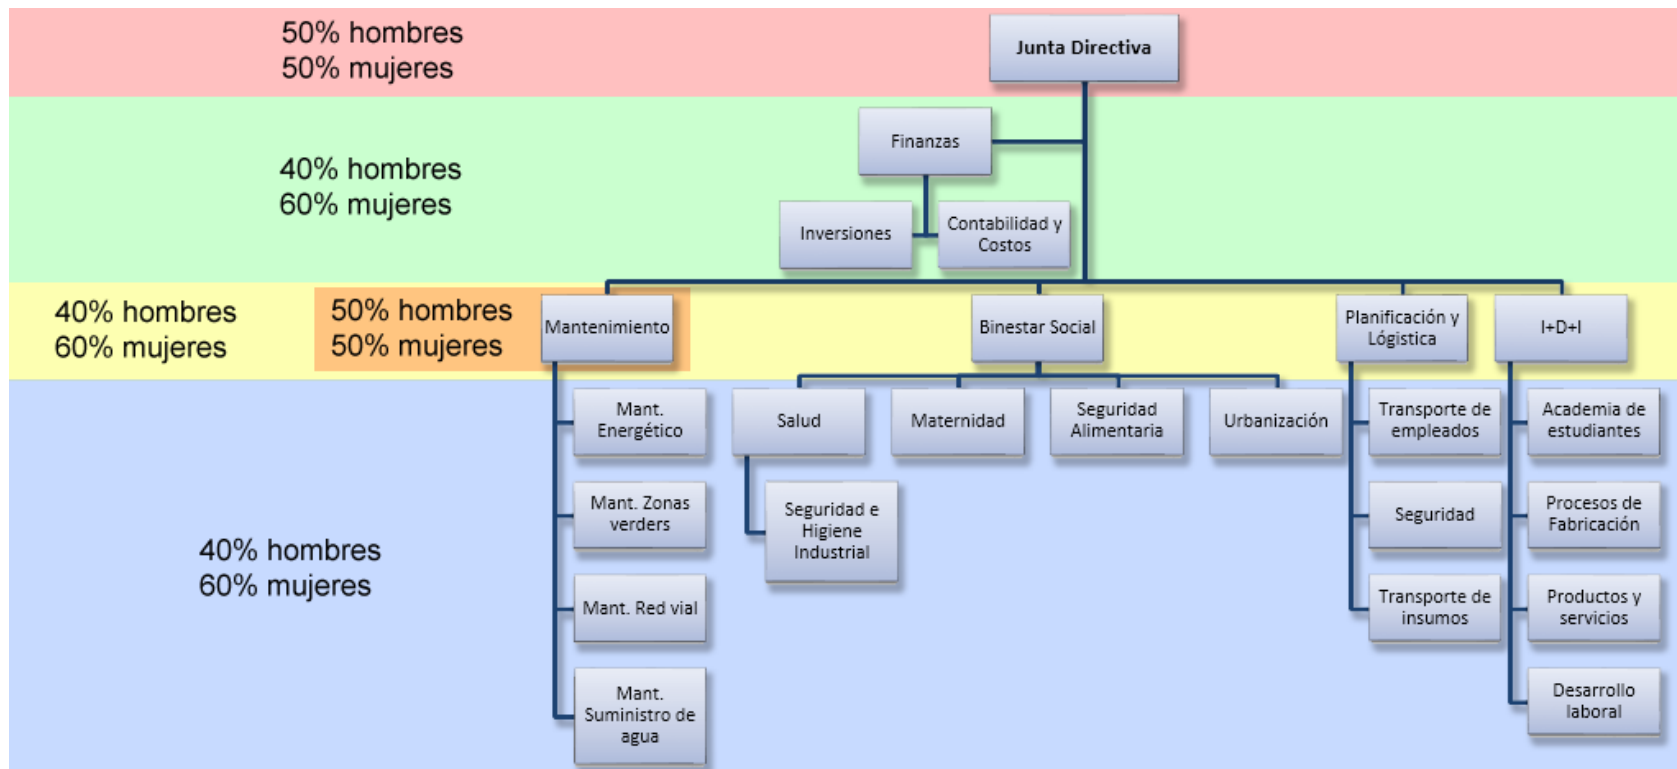 50% hombres
50% mujeres
Junta Directiva
40% hombres
60% mujeres
Finanzas
Inversiones
Contabilidad y
Costos
40% hombres
60% mujeres
50% hombres
50% mujeres
Mantenimiento
Binestar Social
Planificación y
Lógistica
I+D+I
40% hombres
60% mujeres
Mant.
Energético
Mant. Zonas
verders
Mant. Red vial
Mant.
Suministro de
agua
Salud
Seguridad e
Higiene
Industrial
Maternidad
Seguridad
Alimentaria
Urbanización
Transporte de
empleados
Seguridad
Transporte de
insumos
Academia de
estudiantes
Procesos de
Fabricación
Productos y
servicios
Desarrollo
laboral